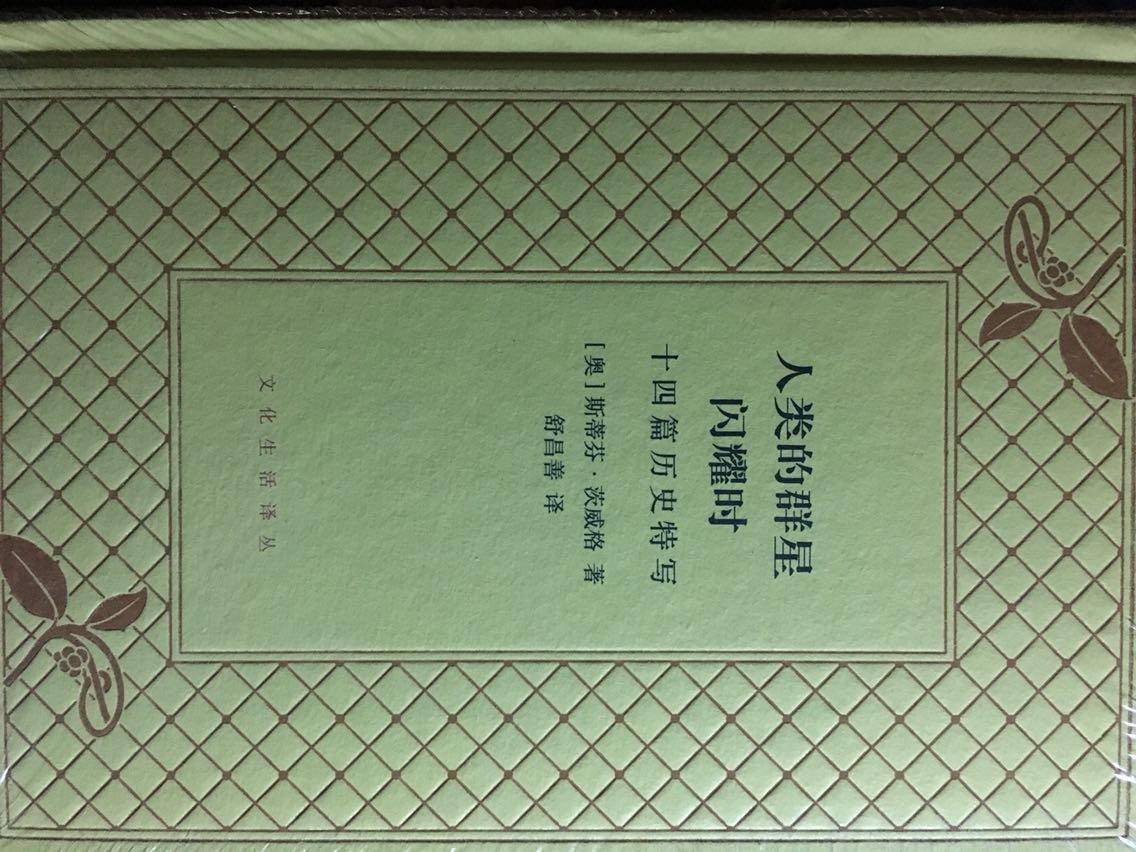 人类的群星
闪耀时
十四篇历史特写
[奥]斯蒂芬·茨威格 著
舒昌善 译
文化生活译丛